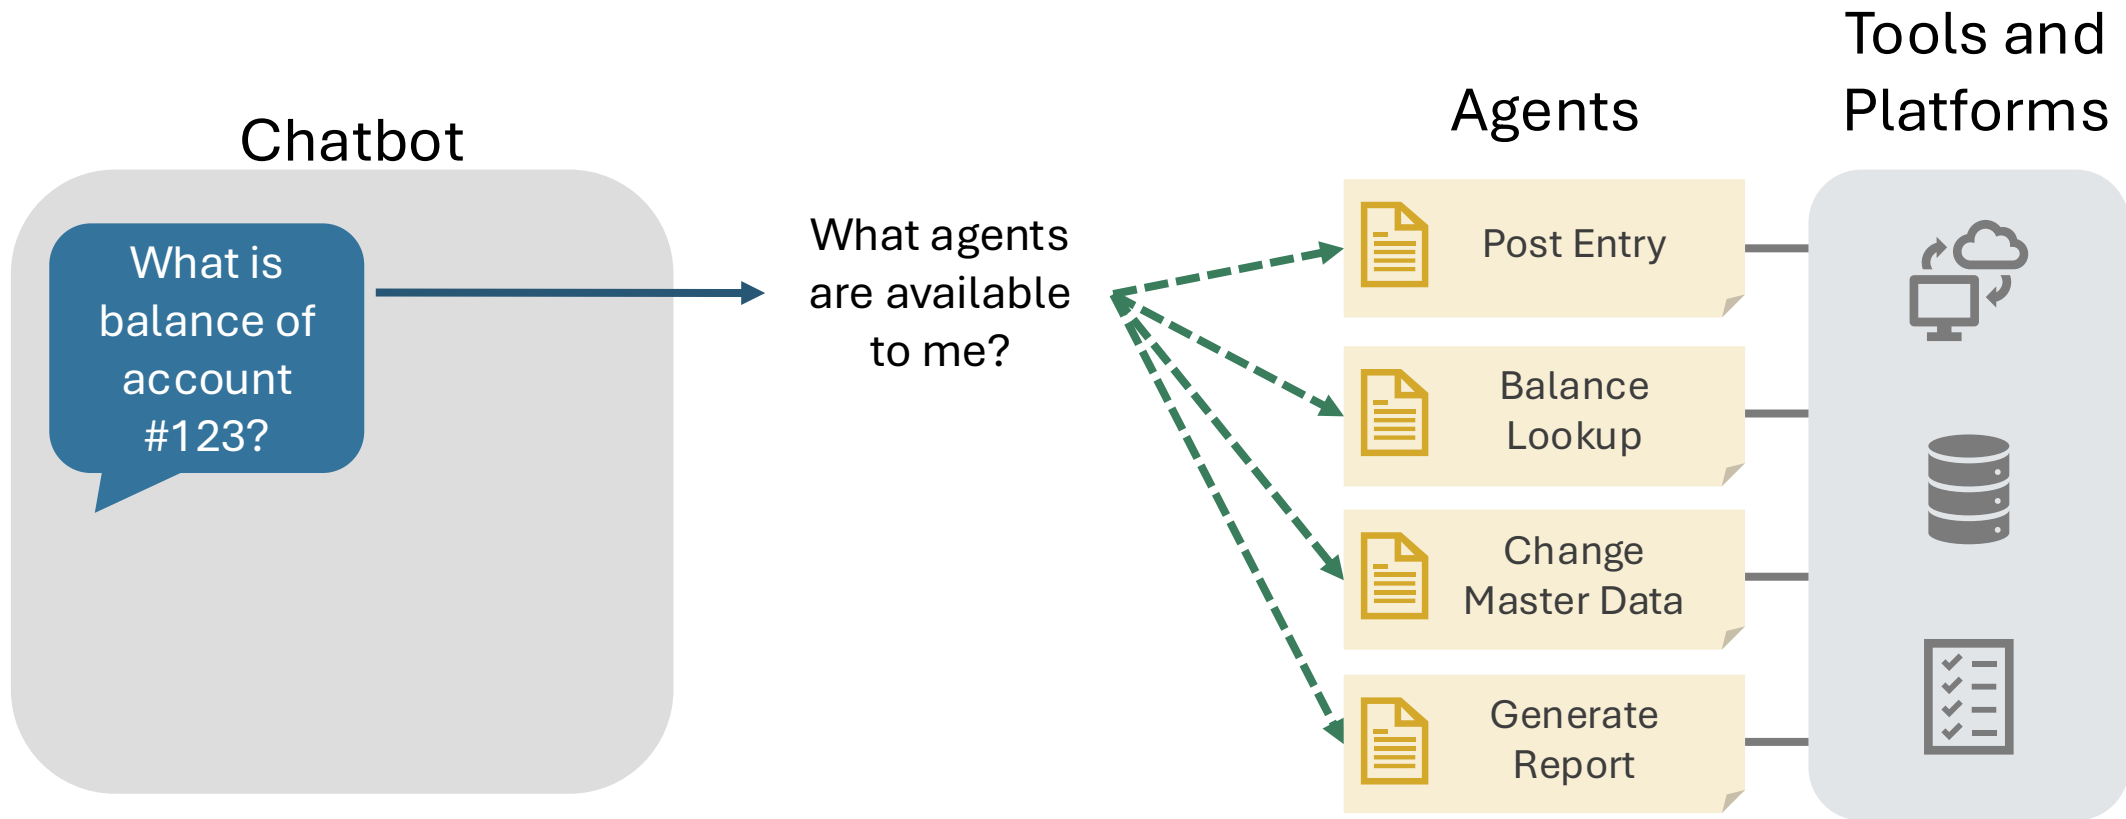 Chatbot
What is
balance of
account
#123?
What agents
are available
to me?
Agents
Post Entry
Balance
Lookup
Change
Master Data
Generate
Report
Tools and
Platforms